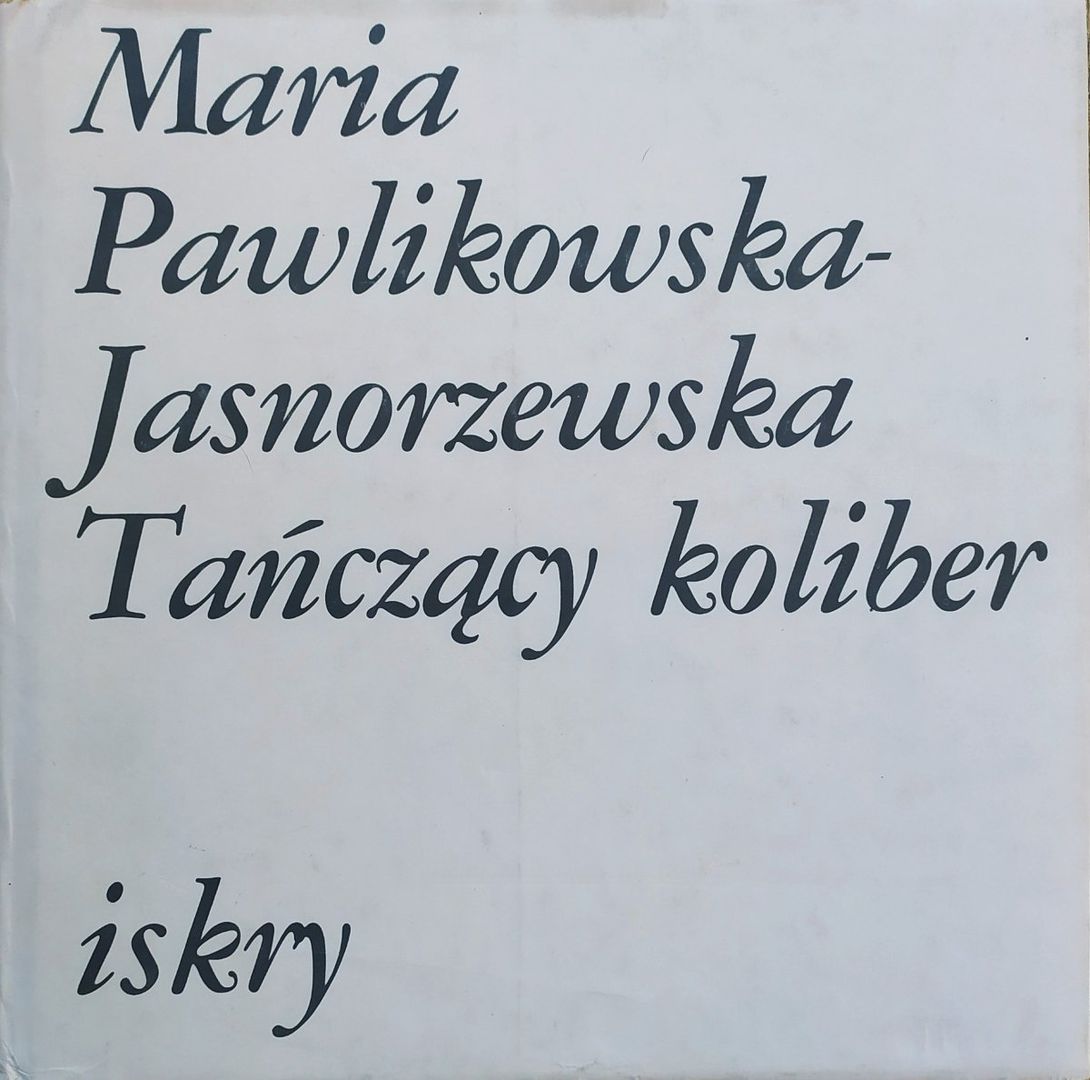 Maria
Pawlikowska-
Jasnorzewska
Tańczący koliber
iskry